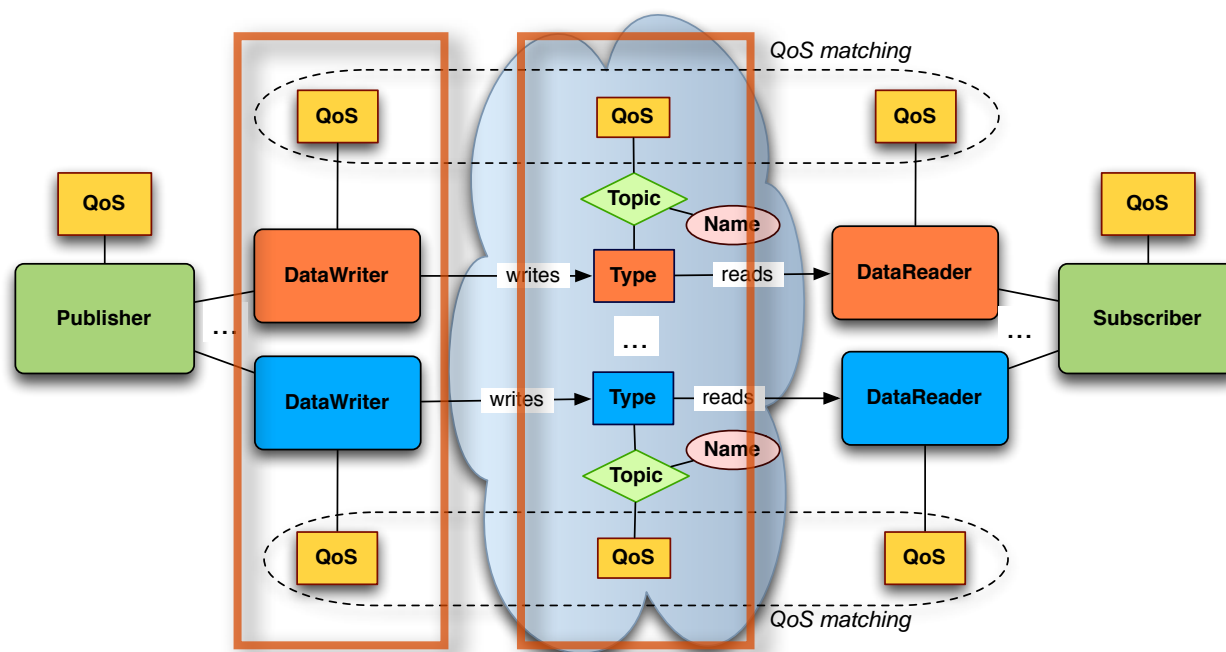 QoS matching
QoS
QoS
QoS
QoS
QoS
Topic
Name
DataWriter
writes
Type
reads
DataReader
Publisher
...
...
...
Subscriber
DataWriter
writes
Type
reads
DataReader
Name
Topic
QoS
QoS
QoS
QoS matching